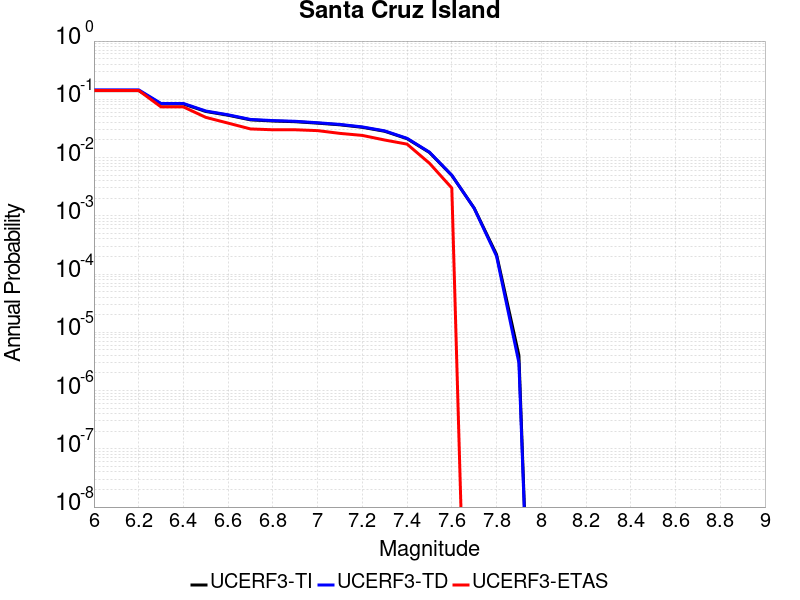 Santa Cruz Island
10^0
10^-1
10^-2
10^-3
10^-4
10^-5
10^-6
10^-7
10^-8
Annual Probability
6 6.2 6.4 6.6 6.8 7 7.2 7.4 7.6 7.8 8 8.2 8.4 8.6 8.8 9
Magnitude
UCERF3-TI UCERF3-TD UCERF3-ETAS